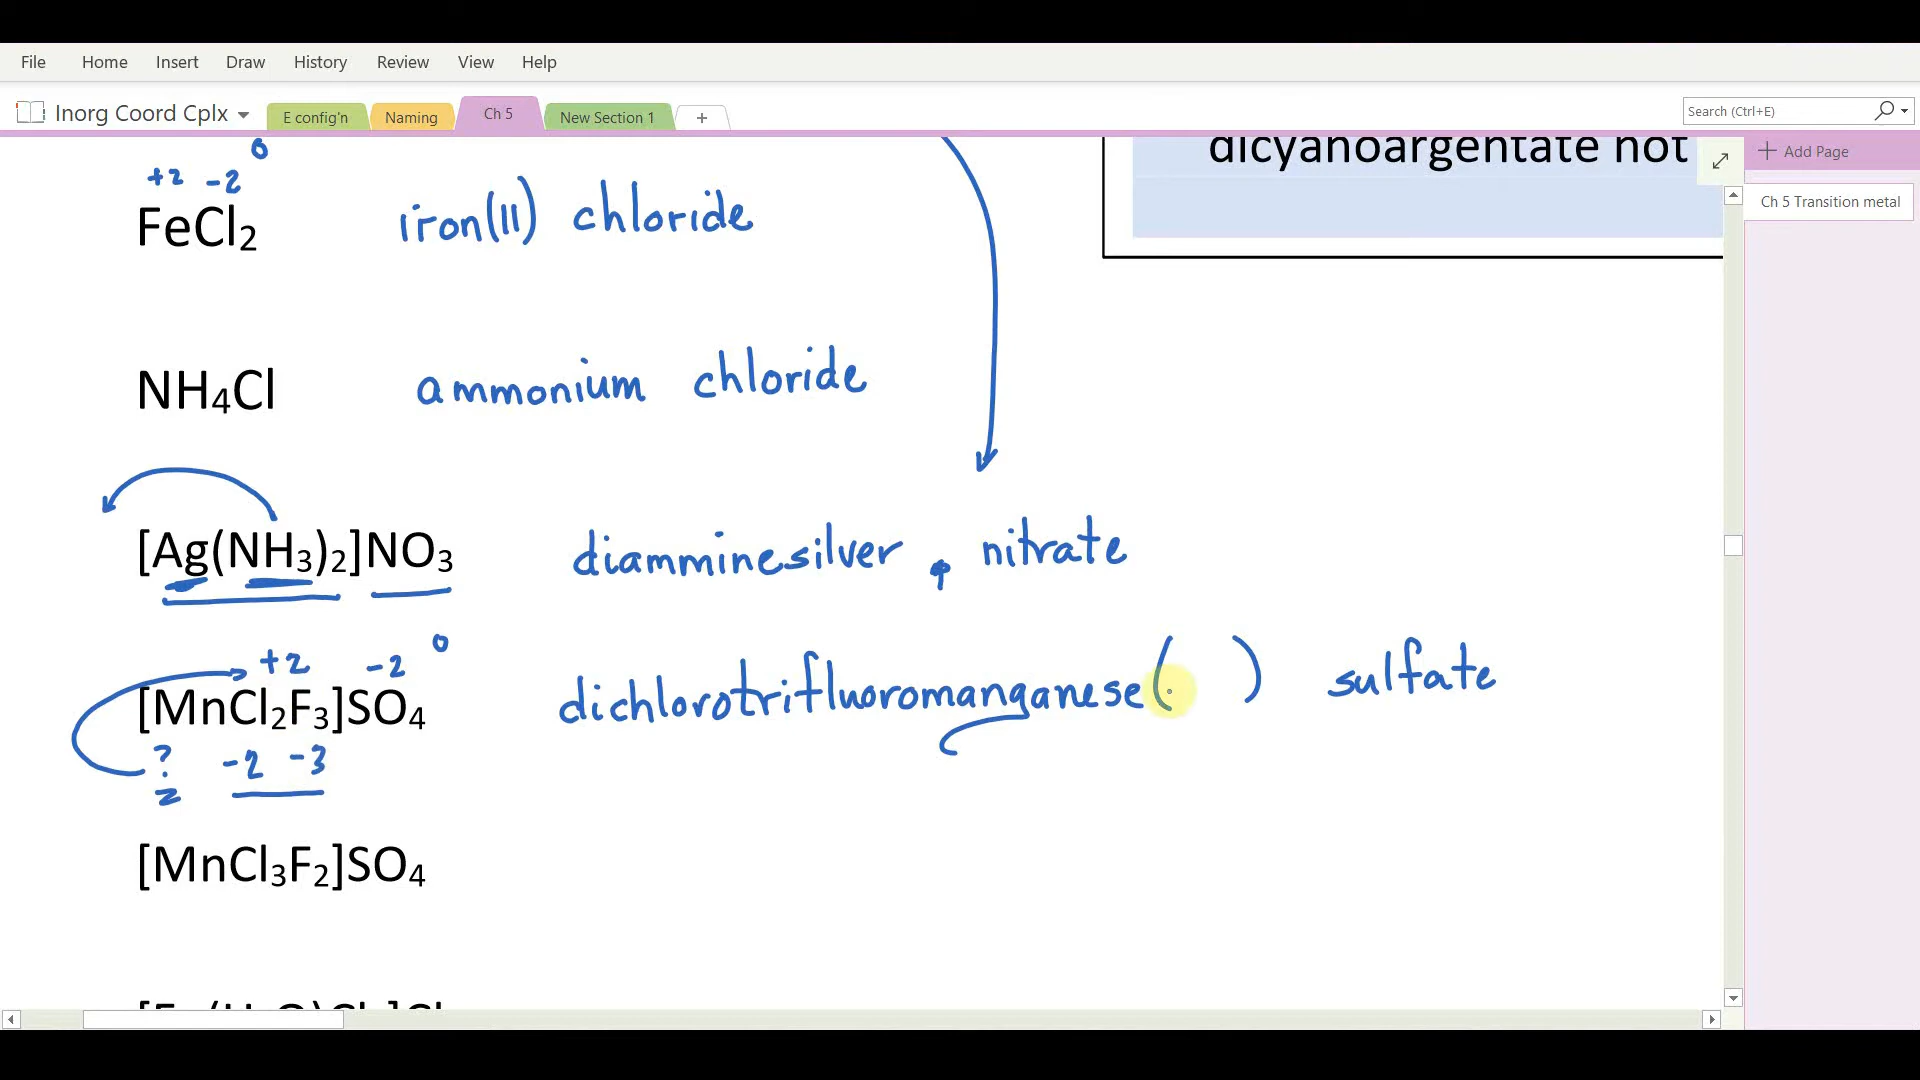 File Home Insert Draw History Review View Help
Inorg Coord Cplx E config'n Naming Ch 5 New Section 1 +
Search (Ctrl+E)
dicyanoargentate not
Add Page
Ch 5 Transition metal
+2 -2 0
FeCl₂ iron(II) chloride
NH₄Cl ammonium chloride
[Ag(NH₃)₂]NO₃ diamminesilver nitrate
+2 -2 0
[MnCl₂F₃]SO₄ dichlorotrifluoromanganese( ) sulfate
? -2 -3
[MnCl₃F₂]SO₄